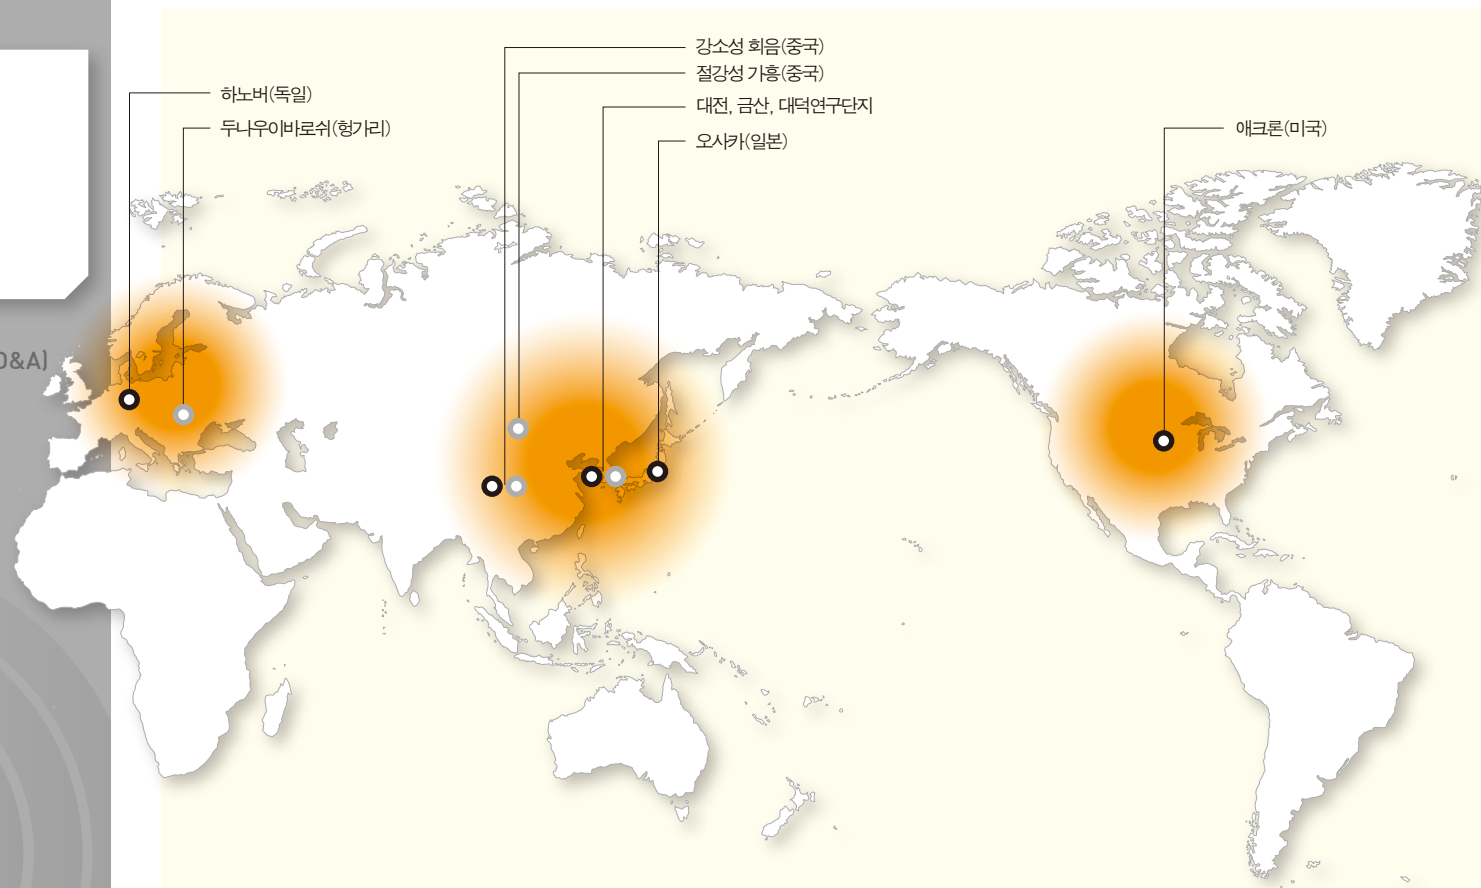 강소성 회음(중국)
절강성 가흥(중국)
하노버(독일)
대전, 금산, 대덕연구단지
두나우이바로쉬(헝가리)
오사카(일본)
애크론(미국)
&A)